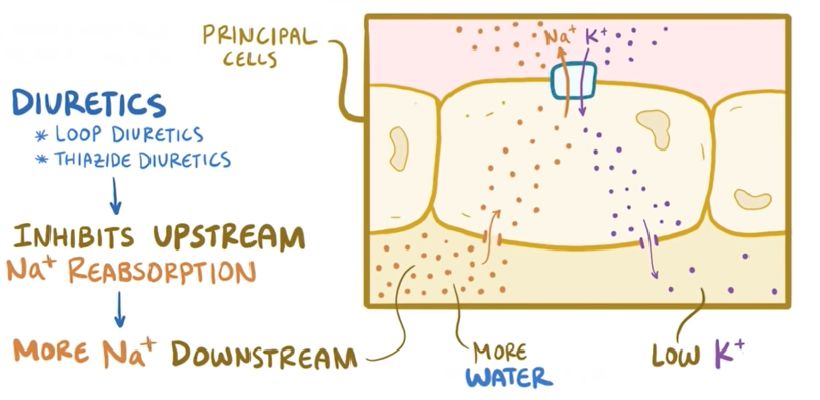 PRINCIPAL
CELLS
Na⁺ K⁺
DIURETICS
* LOOP DIURETICS
* THIAZIDE DIURETICS
INHIBITS UPSTREAM
Na⁺ REABSORPTION
MORE Na⁺ DOWNSTREAM
MORE
WATER
LOW K⁺